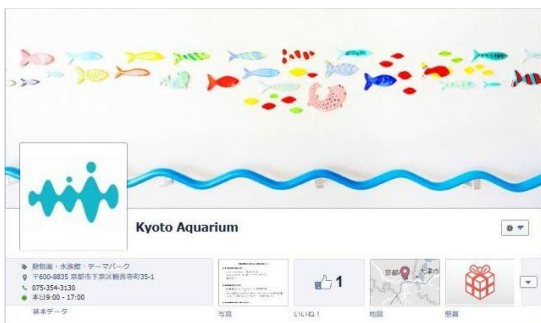 Kyoto Aquarium
動物園・水族館・テーマパーク
〒600-8835 京都市下京区観喜寺町35-1
075-354-3130
本日9:00 - 17:00
基本データ
1
京都
大津市
写真
いいね！
地図
懸賞